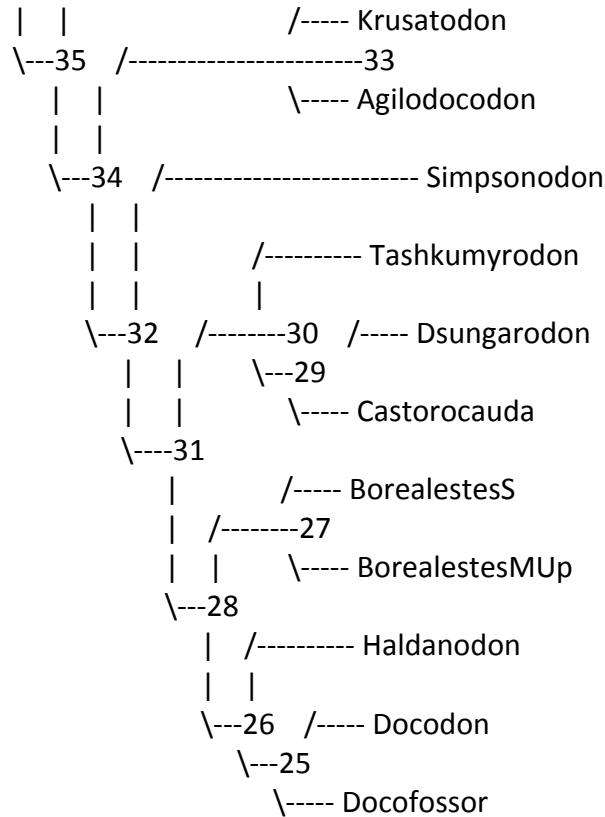 |   |                       /----- Krusatodon
\---35   /------------------------33
    |   |                   \----- Agilodocodon
    |   |
    \---34   /-------------------------- Simpsonodon
        |   |
        |   |           /---------- Tashkumyrodon
        |   |           |
        \---32   /--------30   /----- Dsungarodon
            |    |      \---29
            |    |          \----- Castorocauda
            \----31
                 |          /----- BorealestesS
                 |   /--------27
                 |   |      \----- BorealestesMUp
                 \---28
                     |   /---------- Haldanodon
                     |   |
                     \---26   /----- Docodon
                         \---25
                             \----- Docofossor